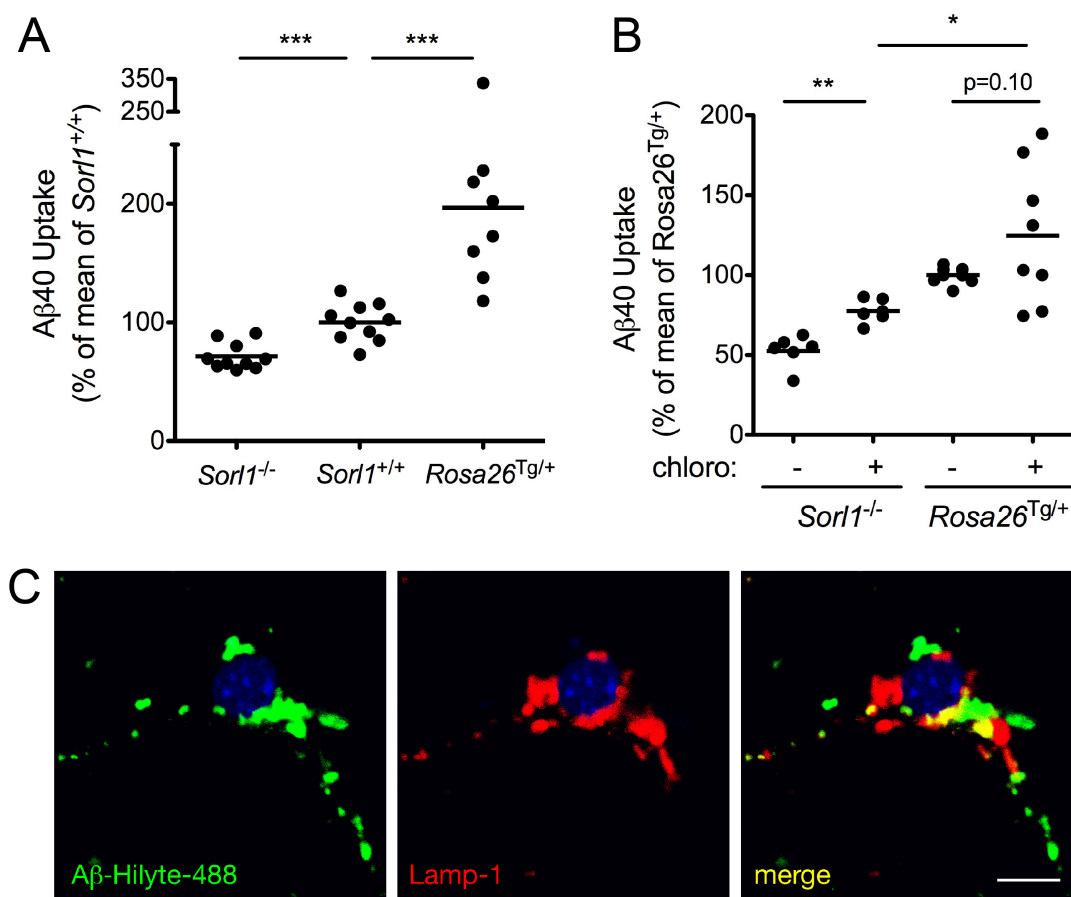 A
*** ***
350
250
200
100
0
Aβ40 Uptake
(% of mean of Sorl1+/+)
Sorl1-/- Sorl1+/+ Rosa26Tg/+
B
*
** p=0.10
200
150
100
50
0
Aβ40 Uptake
(% of mean of Rosa26Tg/+)
chloro: - + - +
Sorl1-/- Rosa26Tg/+
C
Aβ-Hilyte-488 Lamp-1 merge